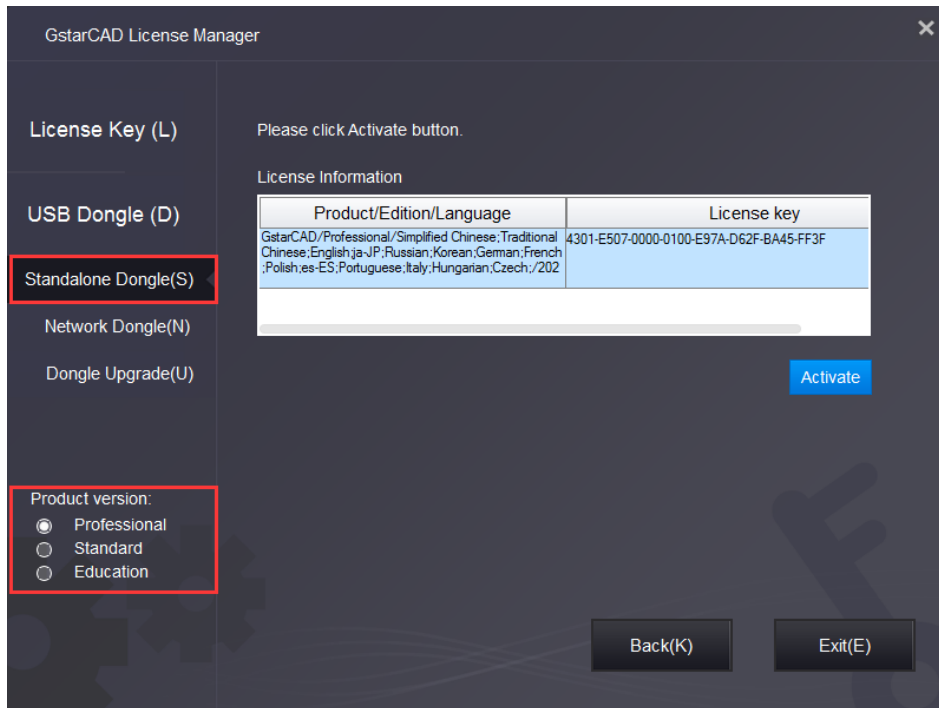 GstarCAD License Manager
License Key (L)
USB Dongle (D)
Standalone Dongle(S)
Network Dongle(N)
Dongle Upgrade(U)
Product version:
Professional
Standard
Education
Please click Activate button.
License Information
Product/Edition/Language
License key
GstarCAD/Professional/Simplified Chinese;Traditional
Chinese;English;ja-JP;Russian;Korean;German;French
;Polish;es-ES;Portuguese;Italy;Hungarian;Czech;/202
4301-E507-0000-0100-E97A-D62F-BA45-FF3F
Activate
Back(K)
Exit(E)